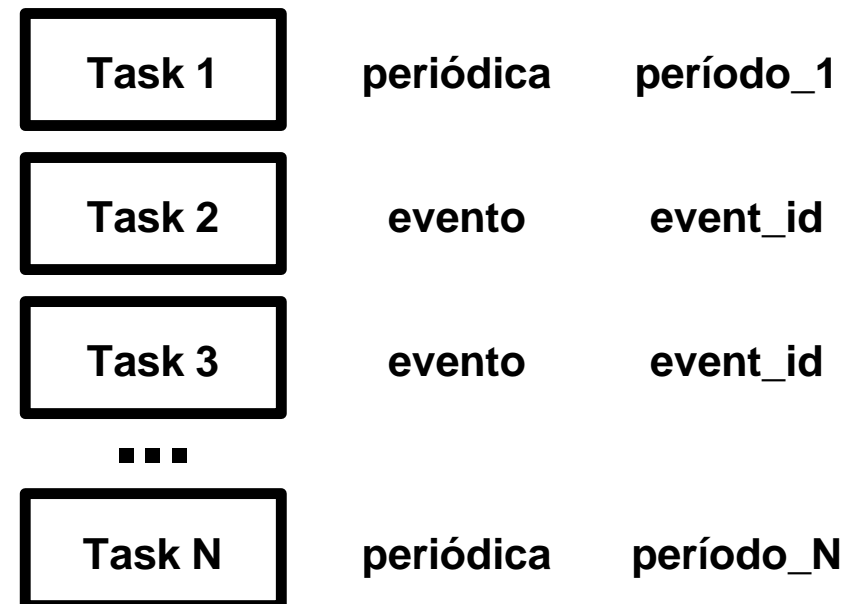 Task 1 periódica período_1
Task 2 evento event_id
Task 3 evento event_id
...
Task N periódica período_N